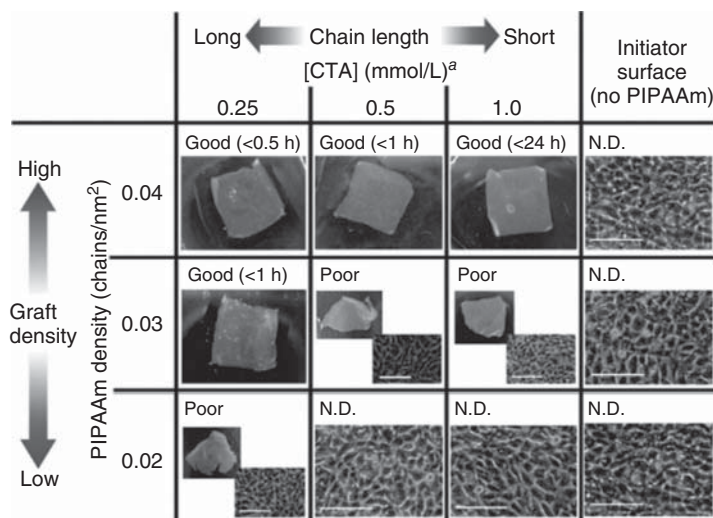 Long Chain length Short
[CTA] (mmol/L)ᵃ
0.25 0.5 1.0
Initiator
surface
(no PIPAAm)
High
Graft
density
Low
PIPAAm density (chains/nm²)
0.04
Good (<0.5 h) Good (<1 h) Good (<24 h) N.D.
0.03
Good (<1 h) Poor Poor N.D.
0.02
Poor N.D. N.D. N.D.